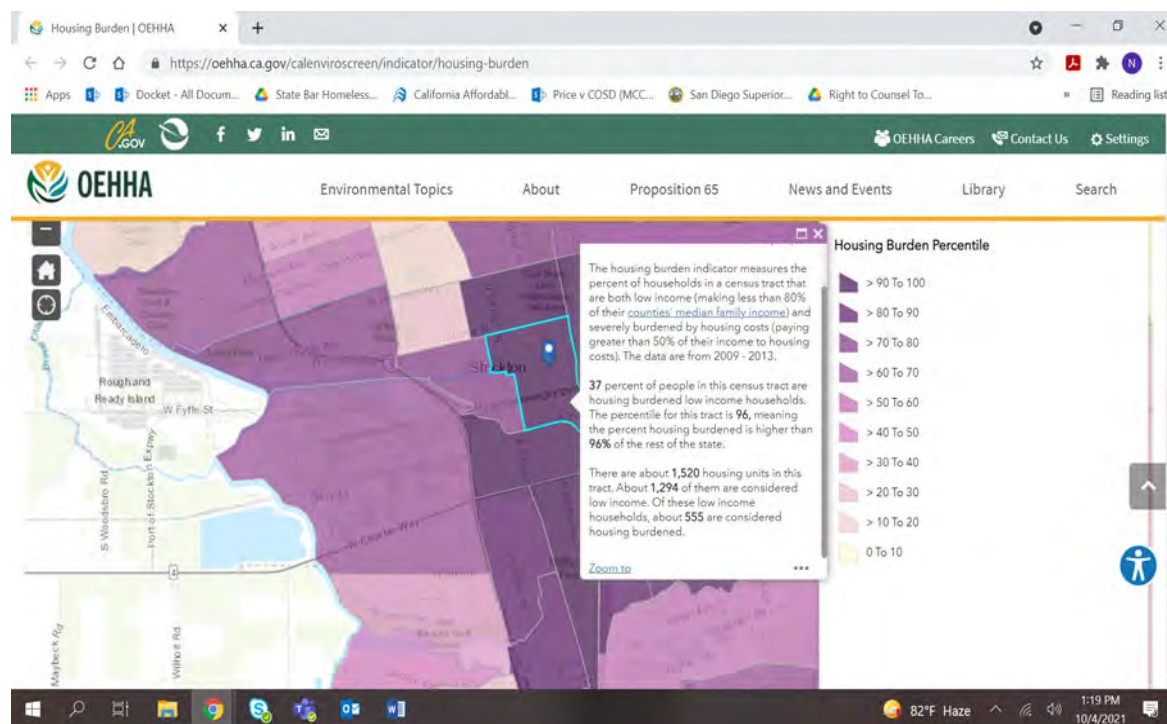 Housing Burden | OEHHA
https://oehha.ca.gov/calenviroscreen/indicator/housing-burden
Apps
Docket - All Docum...
State Bar Homeless...
California Affordabl...
Price v COSD (MCC...
San Diego Superior...
Right to Counsel To...
Reading list
CA.GOV
OEHHA Careers
Contact Us
Settings
OEHHA
Environmental Topics
About
Proposition 65
News and Events
Library
Search
The housing burden indicator measures the
percent of households in a census tract that
are both low income (making less than 80%
of their counties' median family income) and
severely burdened by housing costs (paying
greater than 50% of their income to housing
costs). The data are from 2009 - 2013.
37 percent of people in this census tract are
housing burdened low income households.
The percentile for this tract is 96, meaning
the percent housing burdened is higher than
96% of the rest of the state.
There are about 1,520 housing units in this
tract. About 1,294 of them are considered
low income. Of these low income
households, about 555 are considered
housing burdened.
Zoom to
Housing Burden Percentile
> 90 To 100
> 80 To 90
> 70 To 80
> 60 To 70
> 50 To 60
> 40 To 50
> 30 To 40
> 20 To 30
> 10 To 20
0 To 10
Embarcadero
Rough and
Ready Island
W Fyffe St
Stockton
S Woodsbro Rd
Port of Stockton Expwy
W Charter Way
4
Maybeck Rd
82°F Haze
1:19 PM
10/4/2021